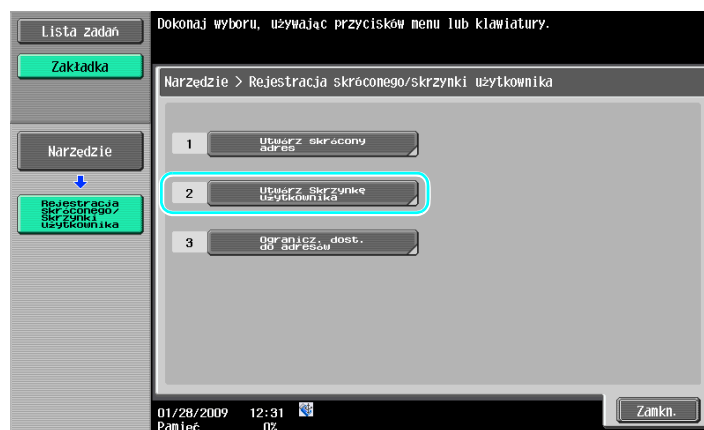 Lista zadań
Dokonaj wyboru, używając przycisków menu lub klawiatury.
Zakładka
Narzędzie > Rejestracja skróconego/skrzynki użytkownika
Narzędzie
Rejestracja
skróconego/
Skrzynki
Użytkownika
1 Utwórz skrócony
adres
2 Utwórz Skrzynkę
Użytkownika
3 Ogranicz. dost.
do adresów
01/28/2009 12:31
Pamięć 0%
Zamkn.